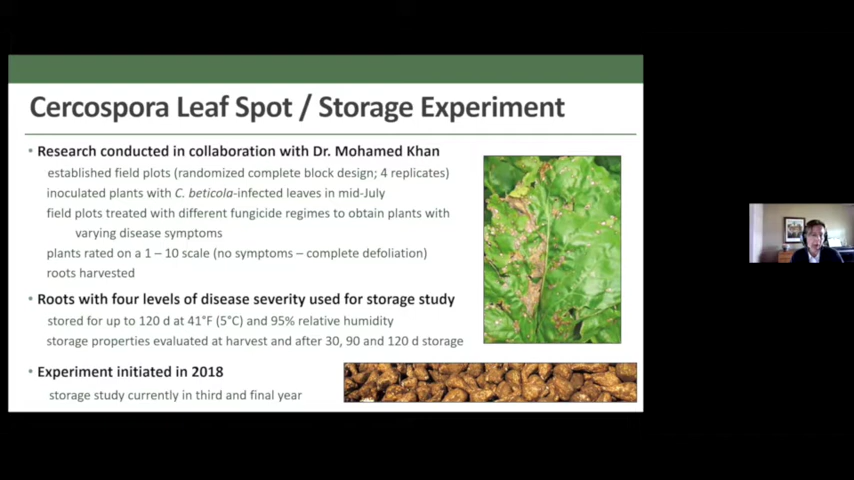 Cercospora Leaf Spot / Storage Experiment
• Research conducted in collaboration with Dr. Mohamed Khan
established field plots (randomized complete block design; 4 replicates)
inoculated plants with C. beticola-infected leaves in mid-July
field plots treated with different fungicide regimes to obtain plants with
varying disease symptoms
plants rated on a 1 – 10 scale (no symptoms – complete defoliation)
roots harvested
• Roots with four levels of disease severity used for storage study
stored for up to 120 d at 41°F (5°C) and 95% relative humidity
storage properties evaluated at harvest and after 30, 90 and 120 d storage
• Experiment initiated in 2018
storage study currently in third and final year